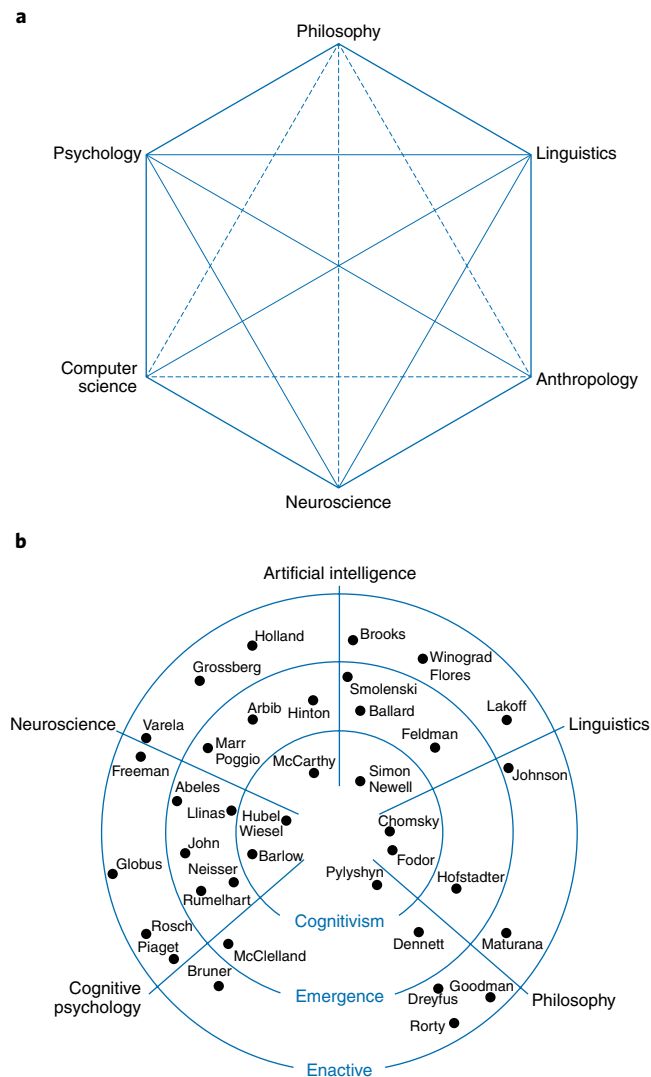 a
Philosophy
Psychology
Linguistics
Computer
science
Anthropology
Neuroscience
b
Artificial intelligence
Holland
Brooks
Winograd
Flores
Grossberg
Smolenski
Lakoff
Arbib
Hinton
Ballard
Neuroscience
Varela
Linguistics
Feldman
Marr
Poggio
Freeman
McCarthy
Johnson
Simon
Newell
Abeles
Llinas
Hubel
Wiesel
Chomsky
John
Barlow
Fodor
Globus
Neisser
Pylyshyn
Hofstadter
Rumelhart
Cognitivism
Rosch
Piaget
McClelland
Dennett
Maturana
Bruner
Cognitive
psychology
Emergence
Dreyfus
Goodman
Philosophy
Rorty
Enactive